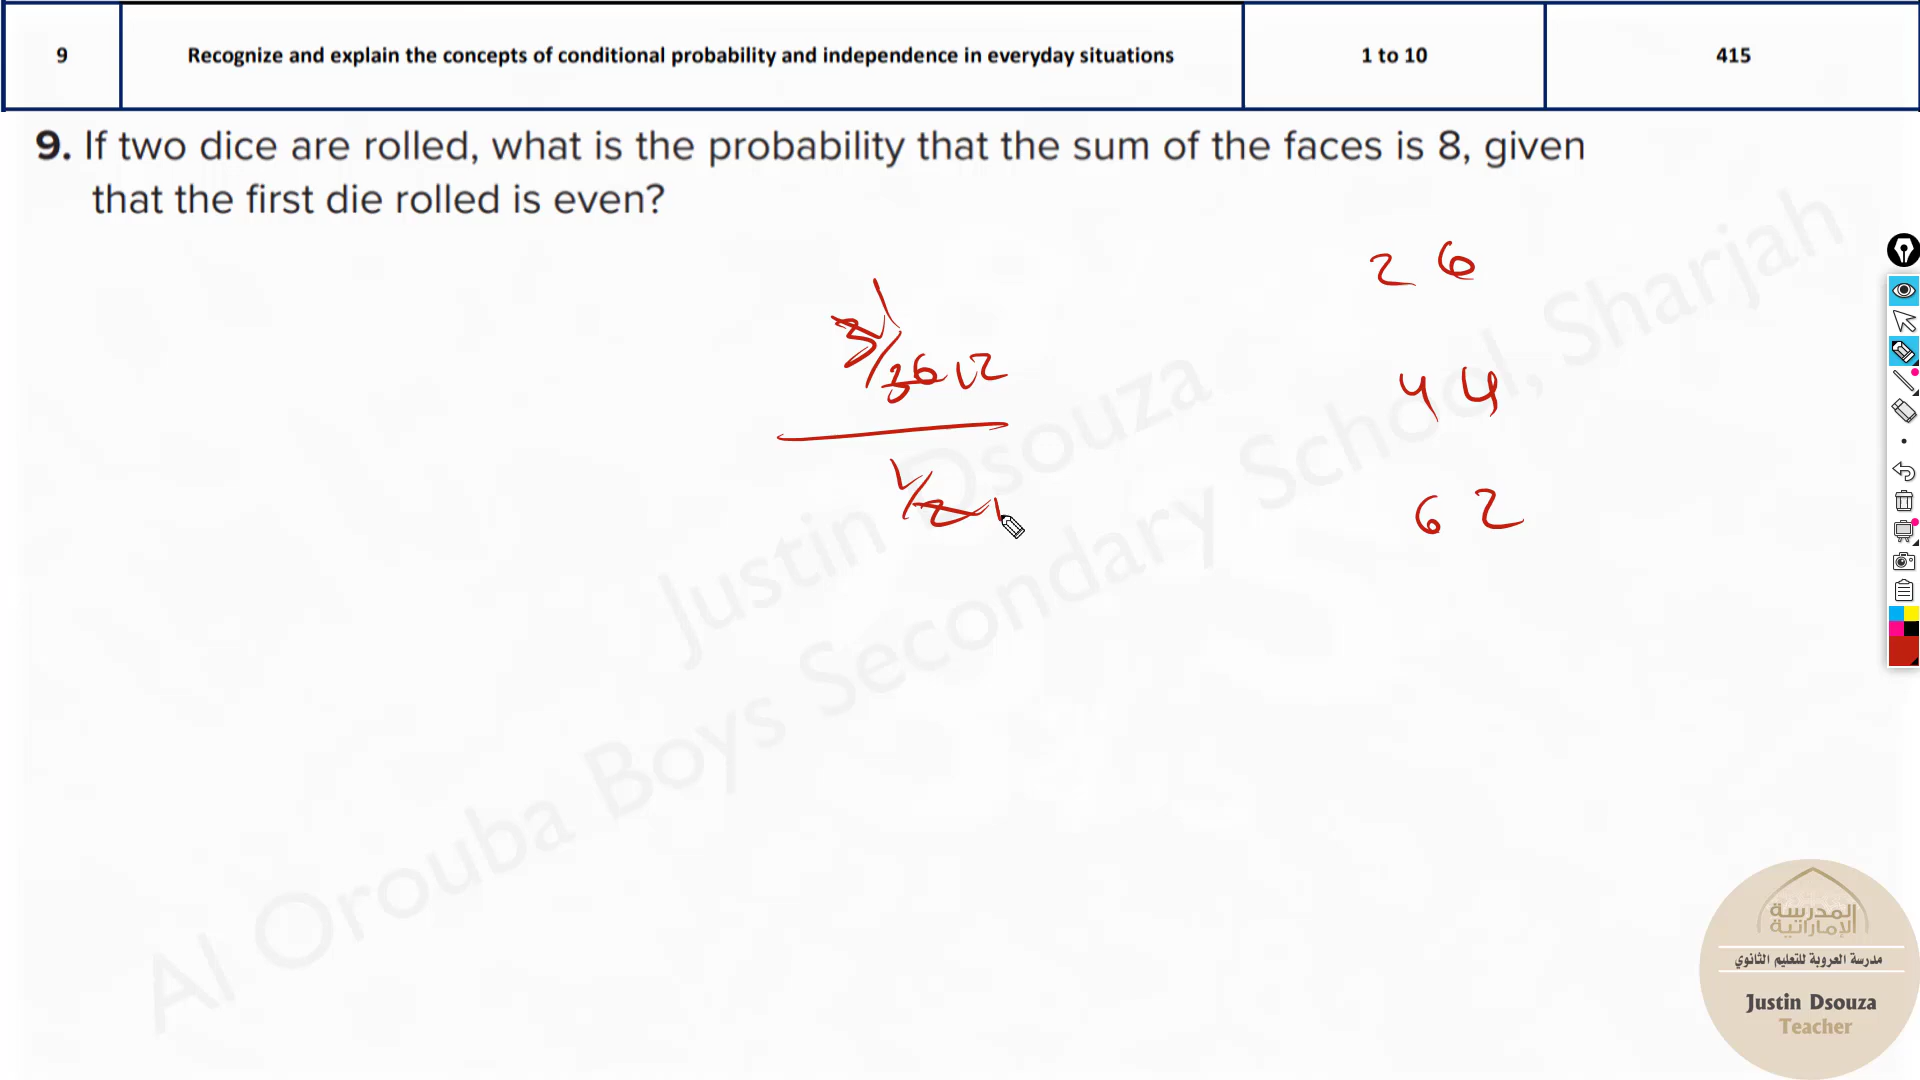 9 Recognize and explain the concepts of conditional probability and independence in everyday situations 1 to 10 415
9. If two dice are rolled, what is the probability that the sum of the faces is 8, given
that the first die rolled is even?
2 6
1
3/36 12
4 4
1/2 1
6 2
Justin Dsouza
Al Orouba Boys Secondary School, Sharjah
المدرسة
الإماراتية
مدرسة العروبة للتعليم الثانوي
Justin Dsouza
Teacher